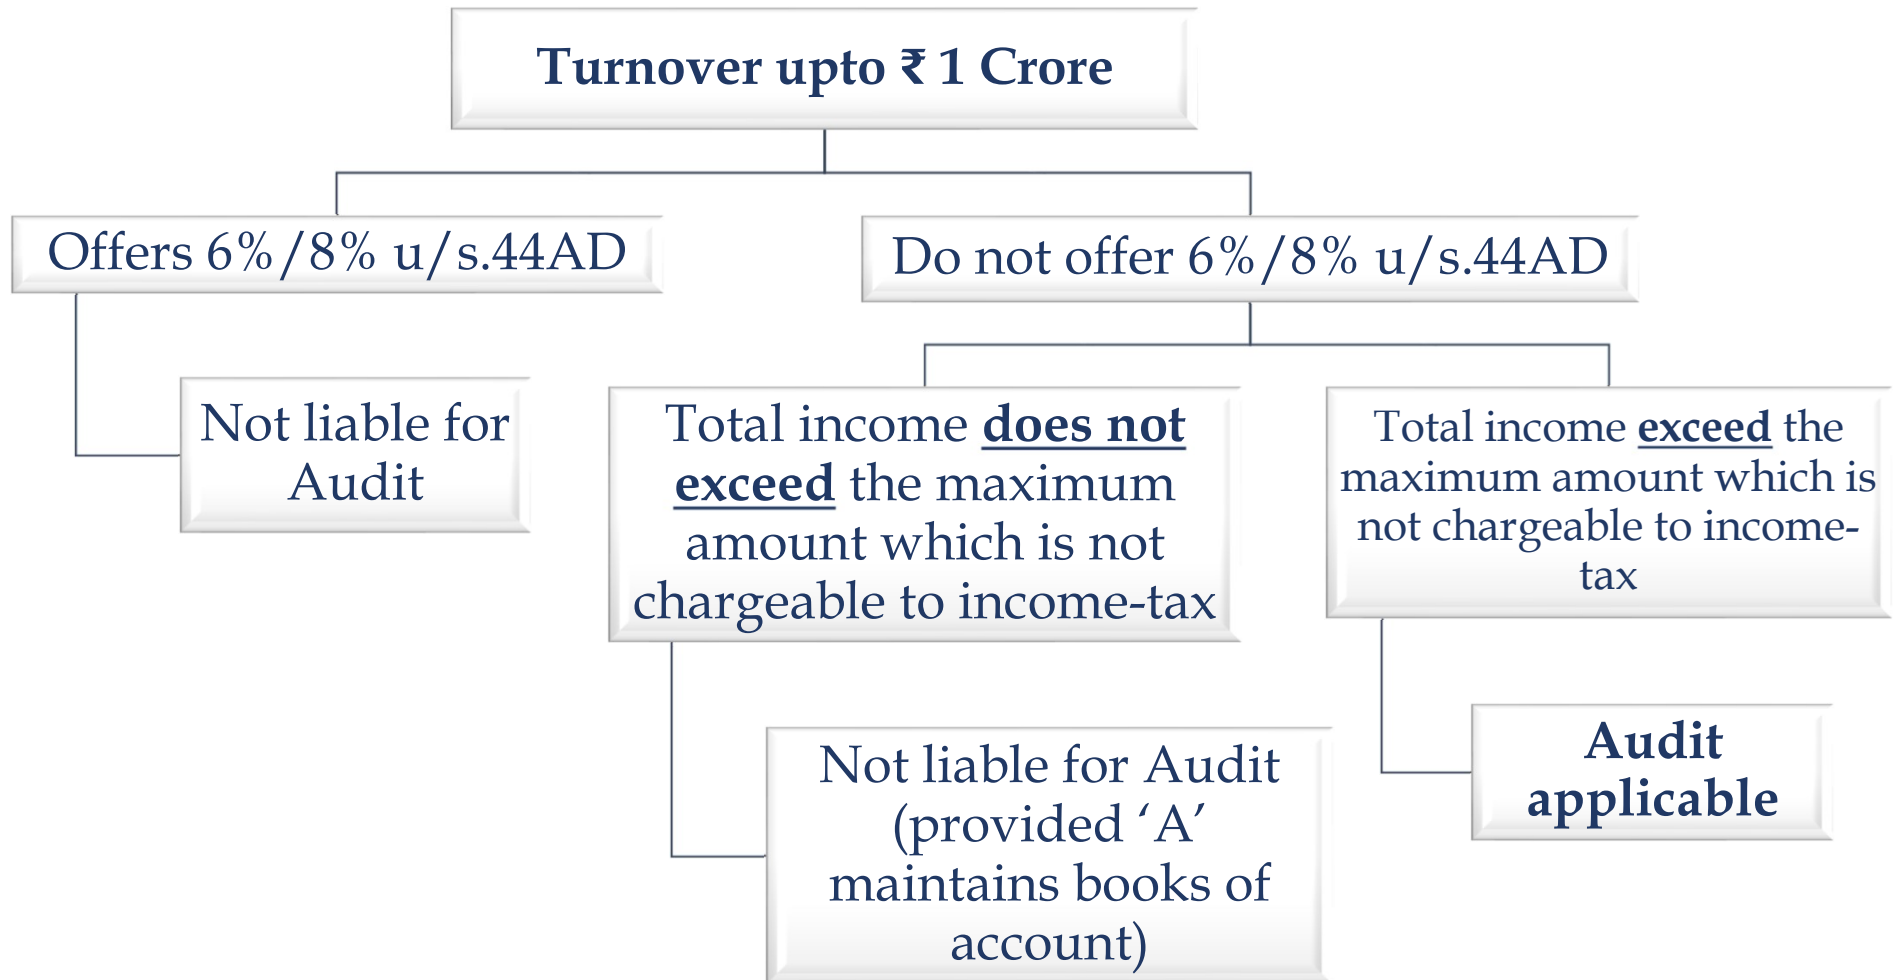 Turnover upto ₹ 1 Crore
Offers 6%/8% u/s.44AD
Do not offer 6%/8% u/s.44AD
Not liable for
Audit
Total income does not
exceed the maximum
amount which is not
chargeable to income-tax
Total income exceed the
maximum amount which is
not chargeable to income-
tax
Not liable for Audit
(provided ‘A’
maintains books of
account)
Audit
applicable